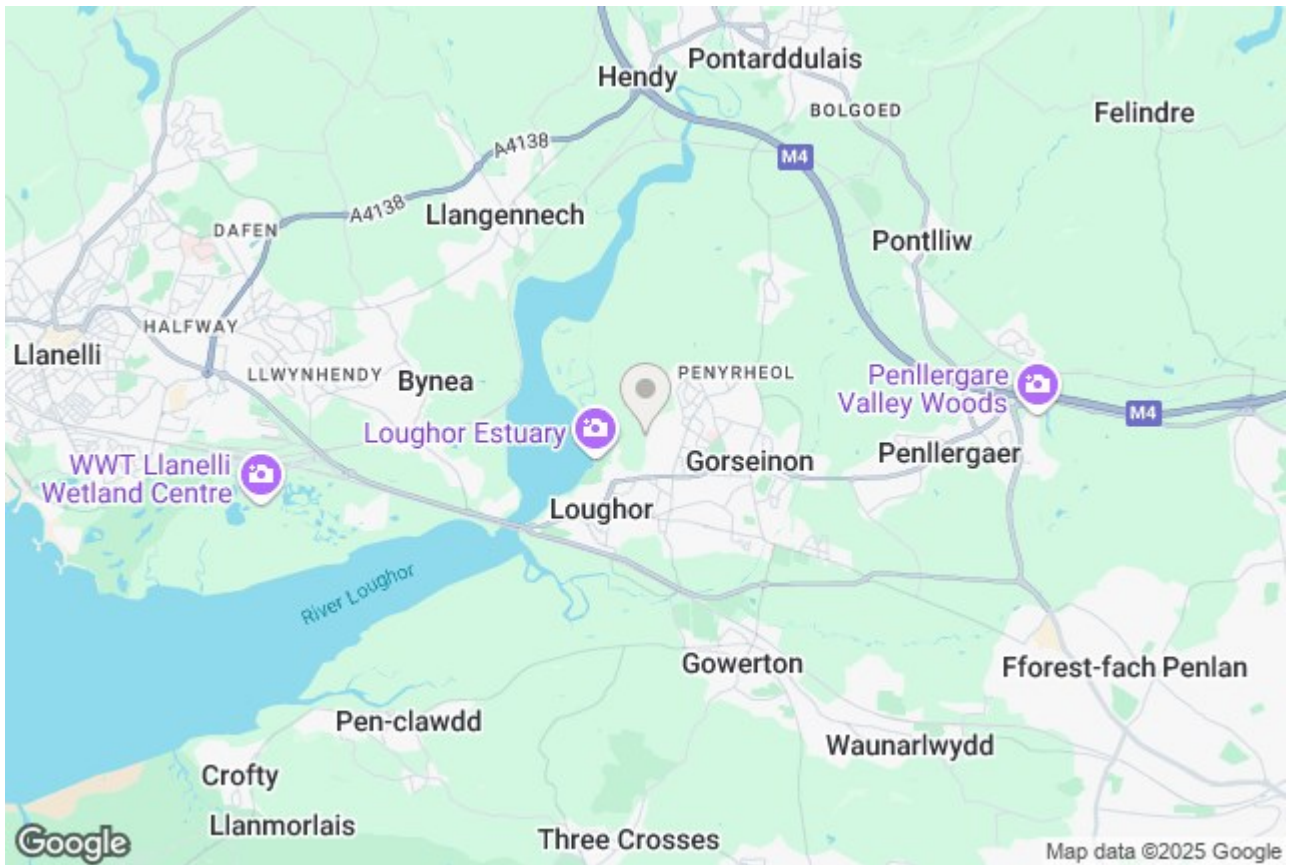 Pontarddulais
Hendy
BOLGOED
Felindre
A4138
M4
A4138
Llangennech
DAFEN
Pontlliw
HALFWAY
Llanelli
LLWYNHENDY
Bynea
PENYRHEOL
Penllergare
Valley Woods
M4
Loughor Estuary
WWT Llanelli
Wetland Centre
Gorseinon
Penllergaer
Loughor
River Loughor
Gowerton
Fforest-fach Penlan
Pen-clawdd
Waunarlwydd
Crofty
Llanmorlais
Three Crosses
Google
Map data ©2025 Google